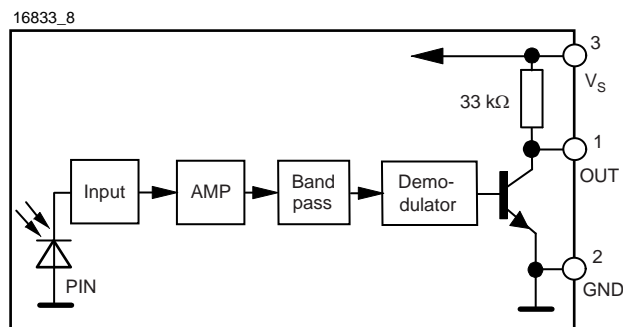 16833_8
3
VS
33 kΩ
1
OUT
Input
AMP
Band
pass
Demo-
dulator
PIN
2
GND